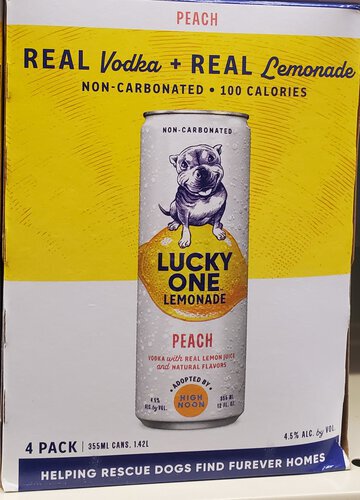 PEACH
REAL Vodka + REAL Lemonade
NON-CARBONATED • 100 CALORIES
NON-CARBONATED
LUCKY
ONE
LEMONADE
PEACH
VODKA with REAL LEMON JUICE
and NATURAL FLAVORS
• ADOPTED BY •
HIGH
NOON
4.5%
ALC. by VOL.
355 ML
12 FL. OZ.
4 PACK | 355ML CANS, 1.42L
4.5% ALC. by VOL
HELPING RESCUE DOGS FIND FUREVER HOMES